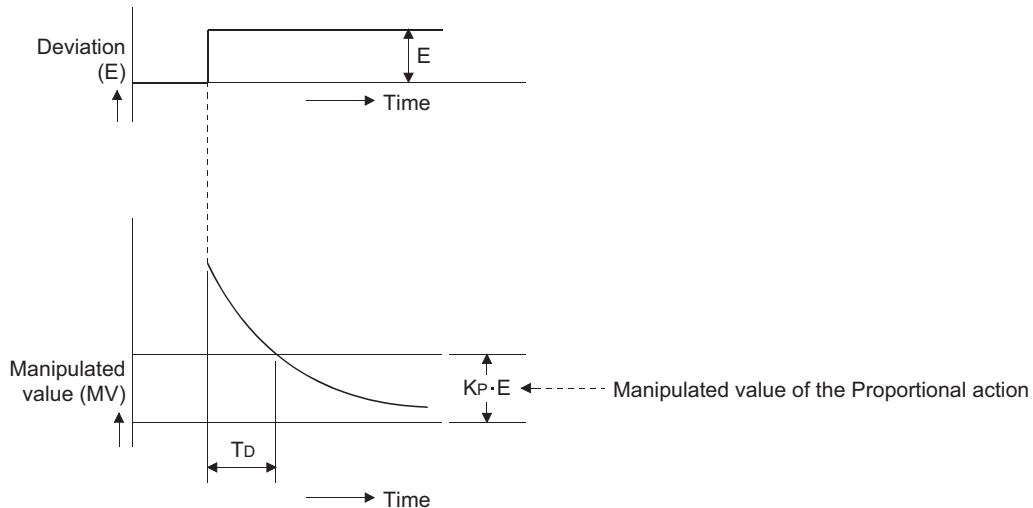 Deviation
(E)
E
Time
Manipulated
value (MV)
KP·E
Manipulated value of the Proportional action
TD
Time